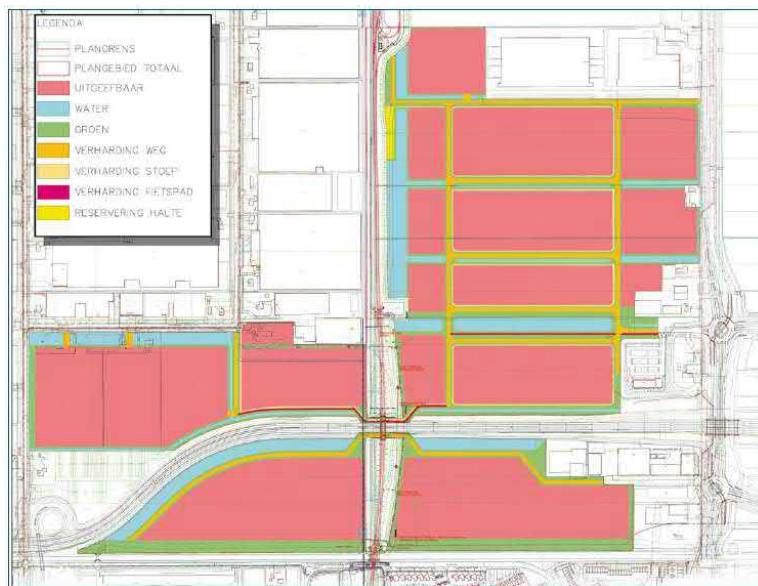 LEGENDA
PLANGRENS
PLANGEBIED TOTAAL
UITGEEFBAAR
WATER
GROEN
VERHARDING WEG
VERHARDING STOEP
VERHARDING FIETSPAD
RESERVERING HALTE